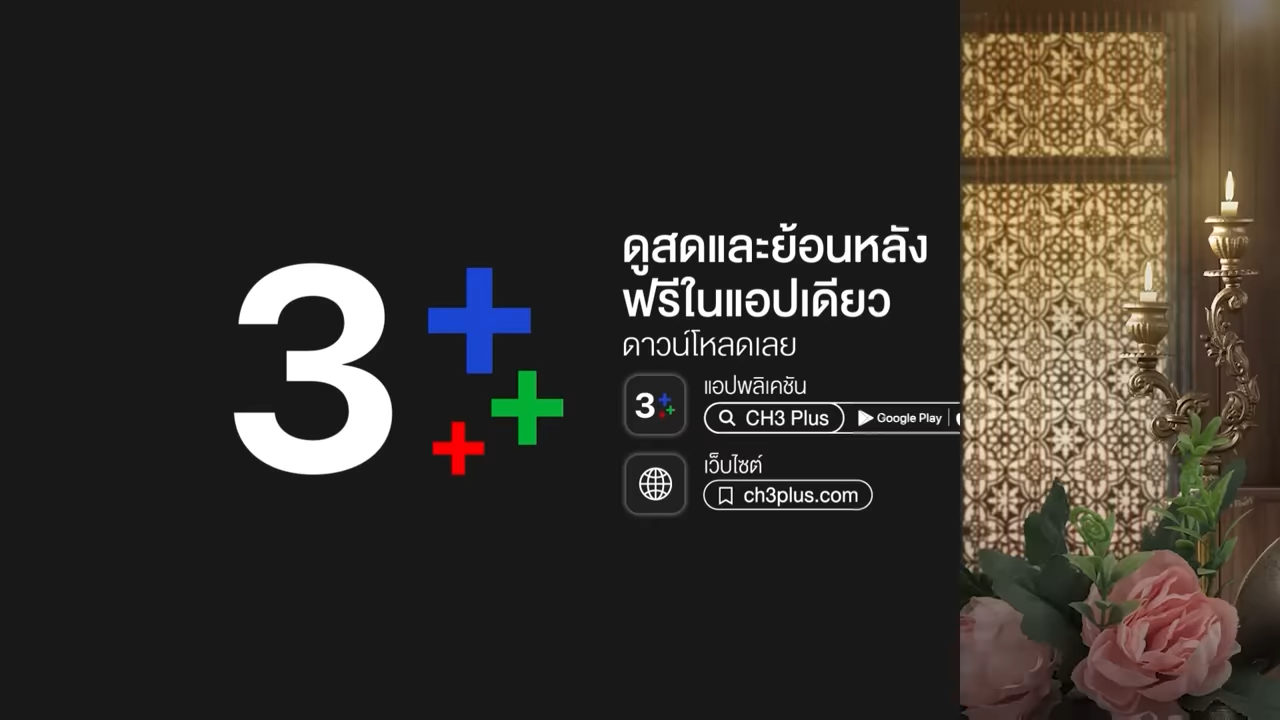 3
ดูสดและย้อนหลัง
ฟรีในแอปเดียว
ดาวน์โหลดเลย
แอปพลิเคชัน
3
CH3 Plus
Google Play
เว็บไซต์
ch3plus.com